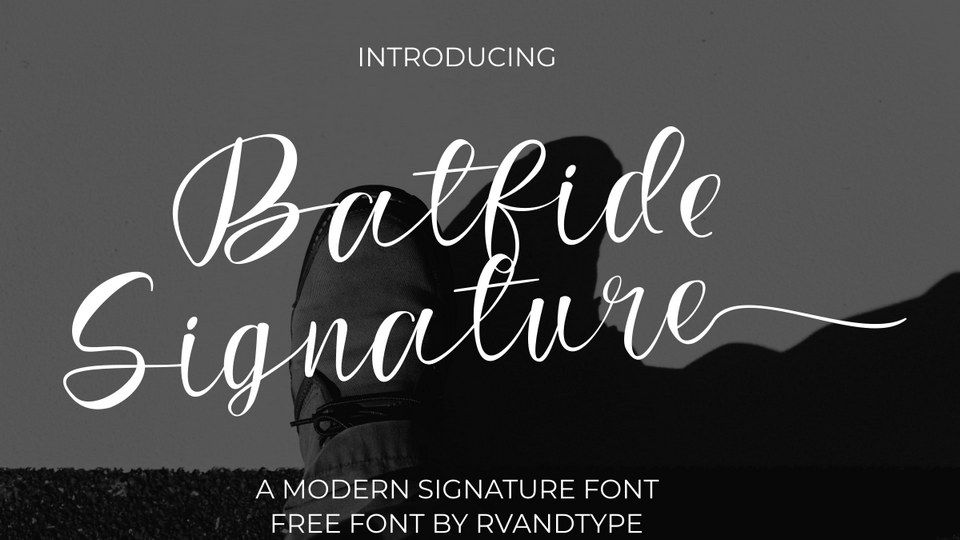 INTRODUCING
Batfide
Signature
A MODERN SIGNATURE FONT
FREE FONT BY RVANDTYPE